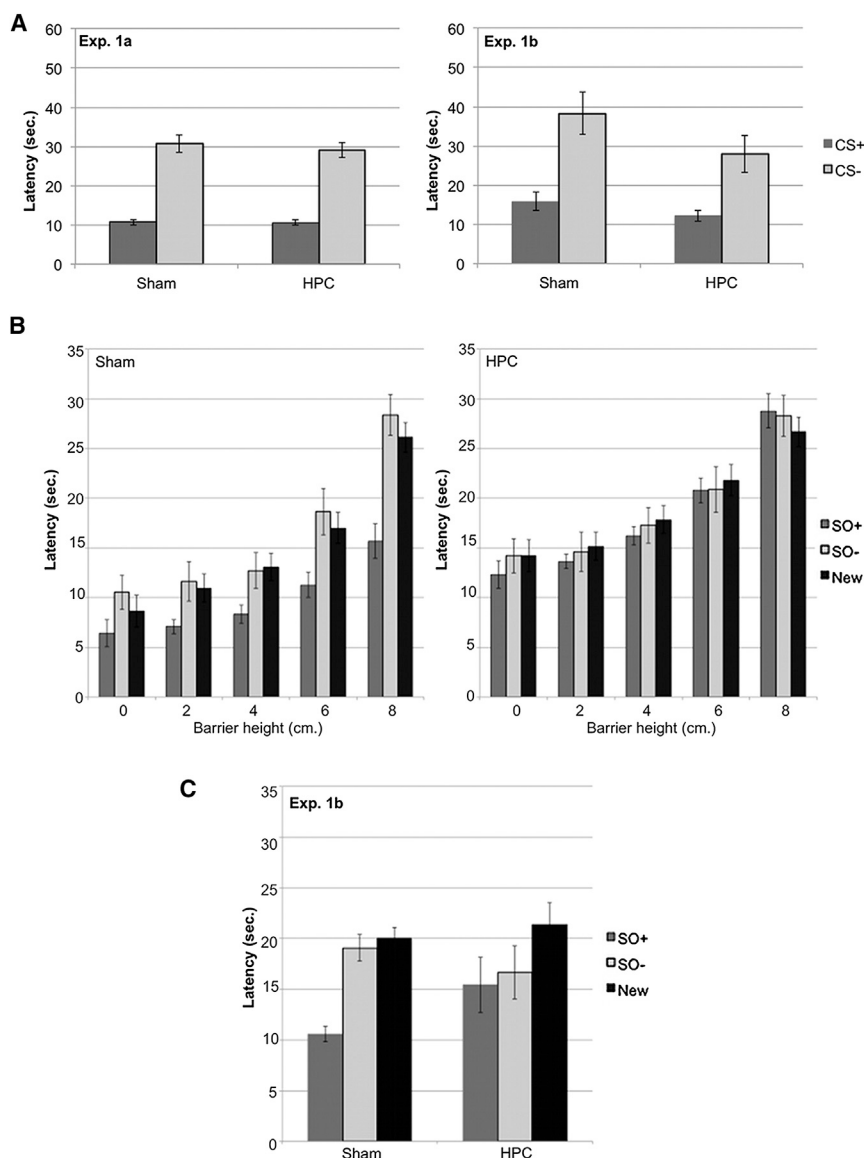 A
Exp. 1a
60
50
40
30
20
10
0
Latency (sec.)
Sham
HPC
Exp. 1b
60
50
40
30
20
10
0
Latency (sec.)
Sham
HPC
CS+
CS-
B
Sham
35
30
25
20
15
10
5
0
Latency (sec.)
0 2 4 6 8
Barrier height (cm.)
HPC
35
30
25
20
15
10
5
0
Latency (sec.)
0 2 4 6 8
Barrier height (cm.)
SO+
SO-
New
C
Exp. 1b
35
30
25
20
15
10
5
0
Latency (sec.)
Sham
HPC
SO+
SO-
New